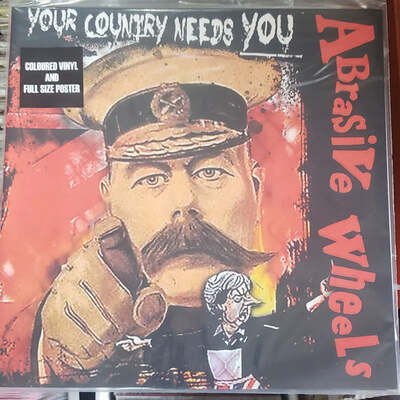 YOUR COUNTRY NEEDS YOU
COLOURED VINYL
AND
FULL SIZE POSTER
ABRASIVE WHEELS